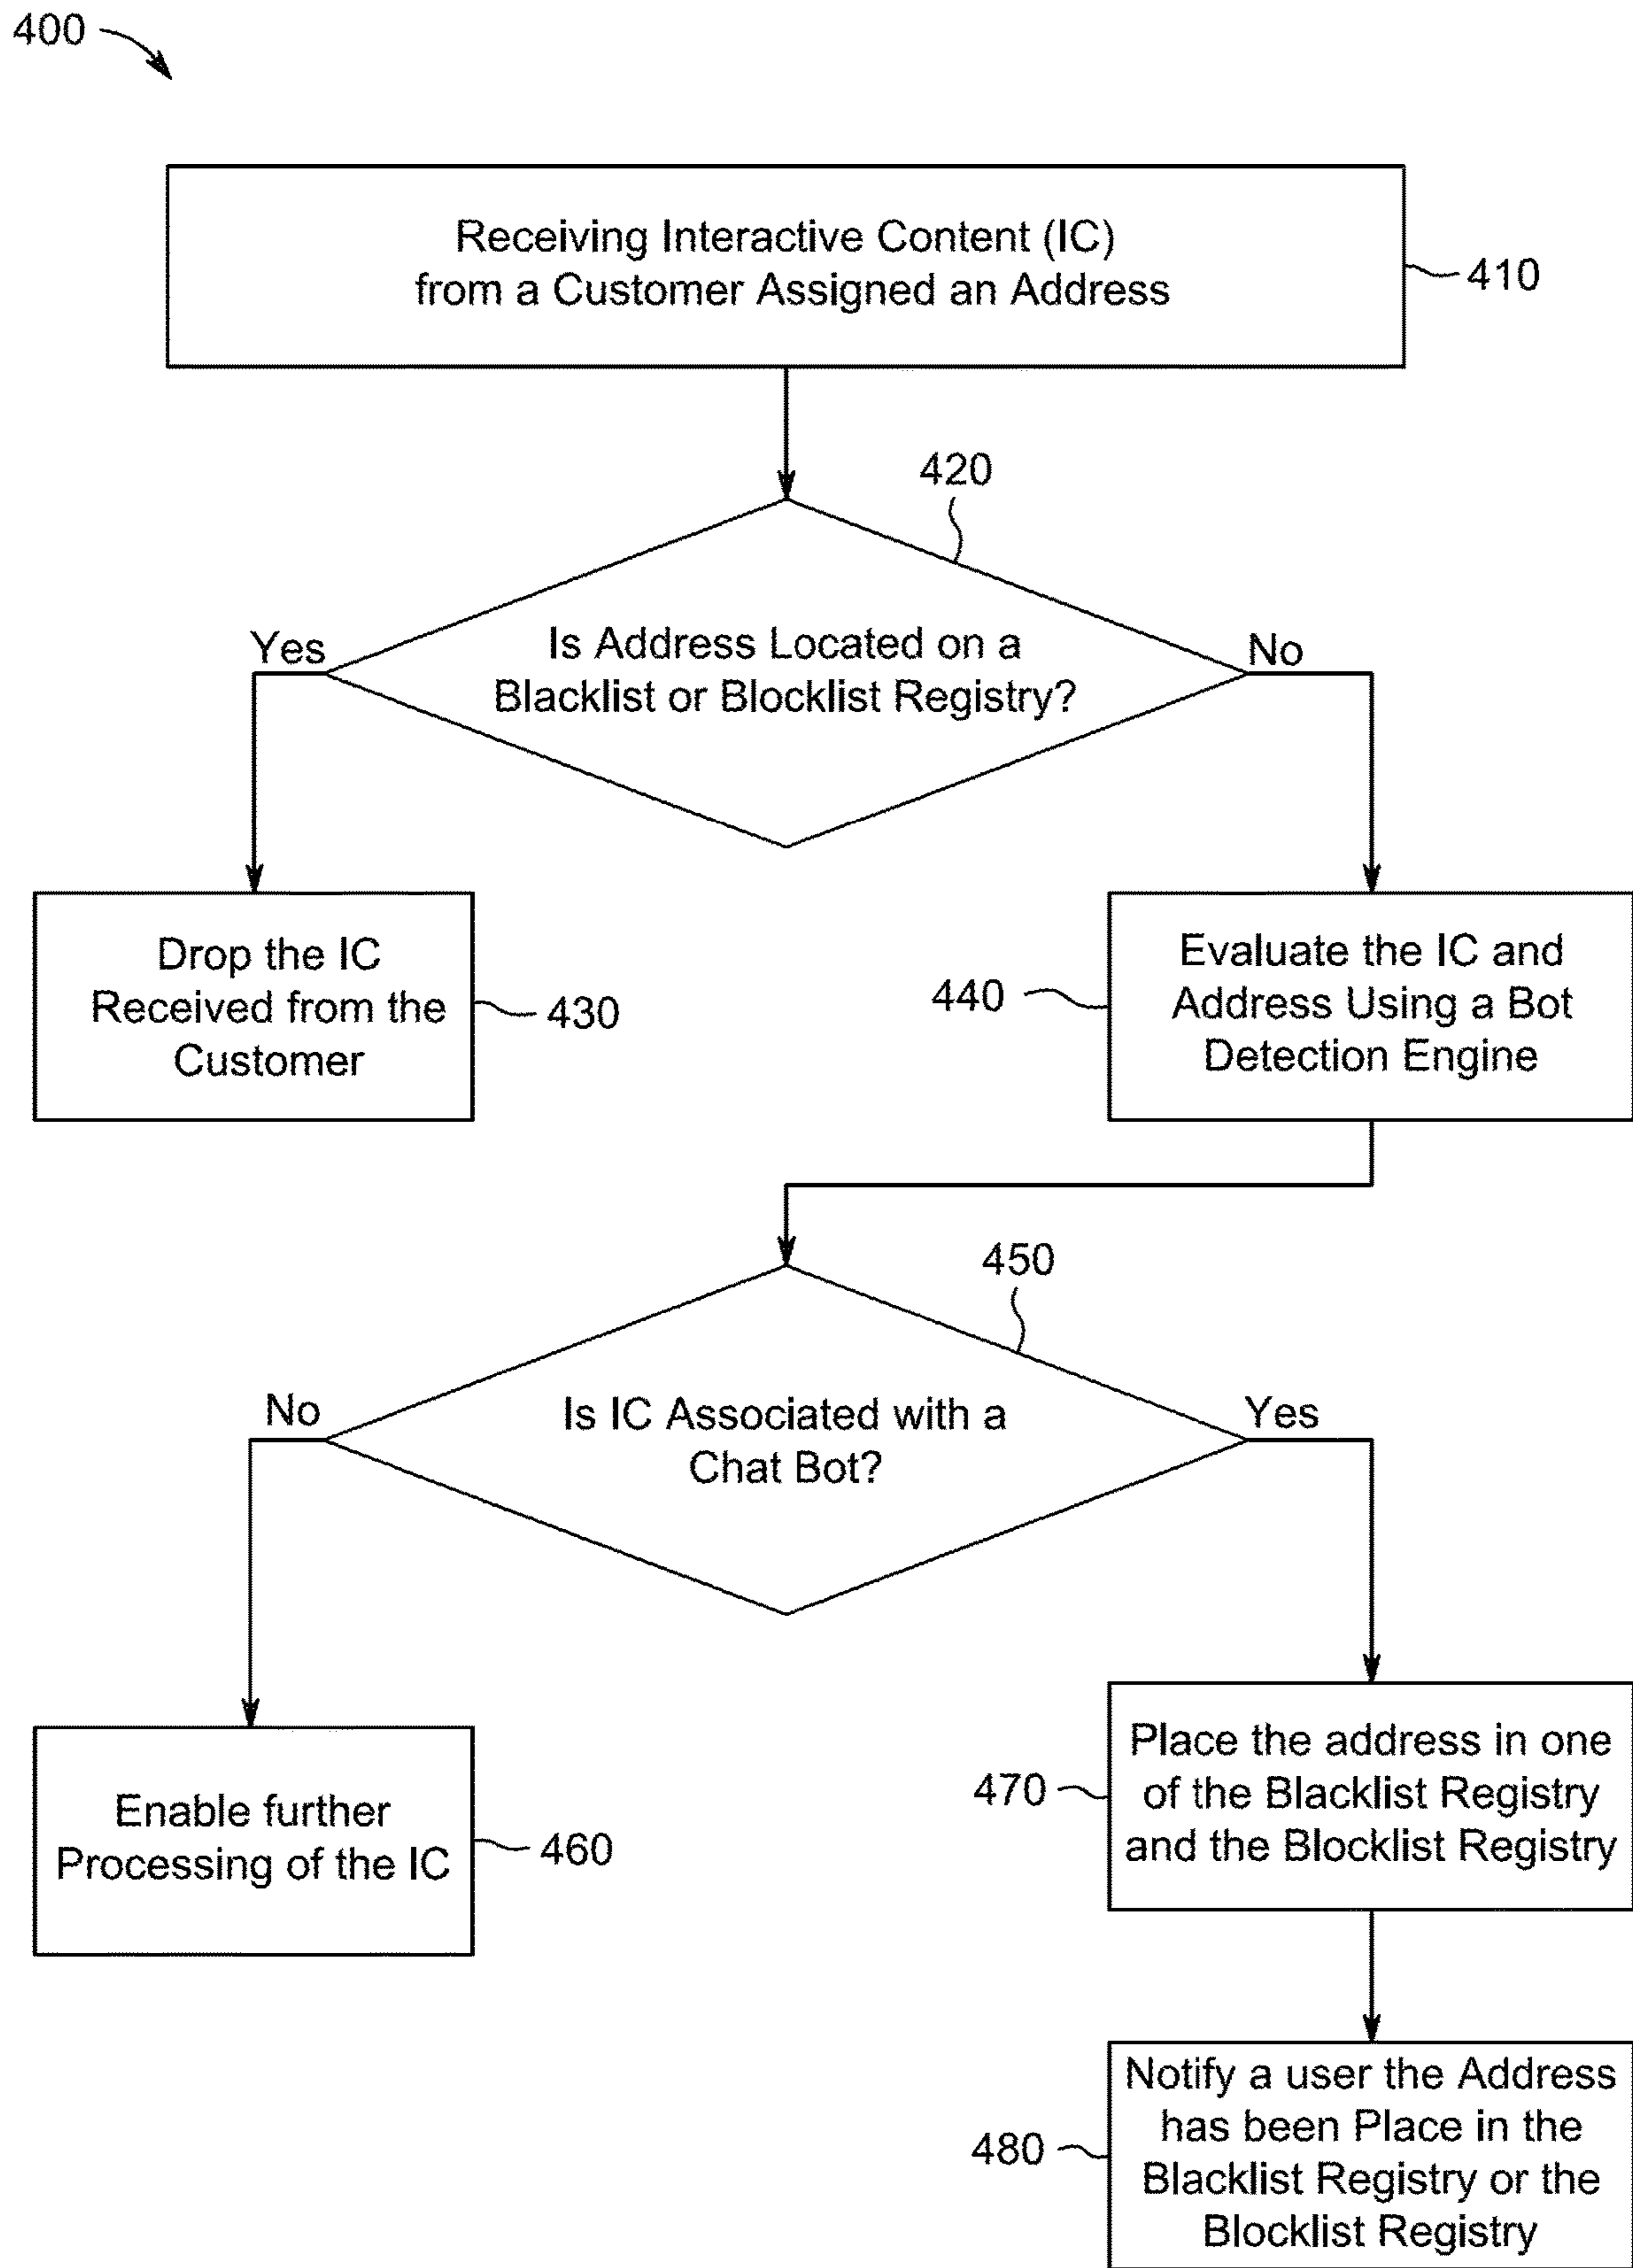 400
Receiving Interactive Content (IC)
from a Customer Assigned an Address
410
420
Yes
Is Address Located on a
Blacklist or Blocklist Registry?
No
Drop the IC
Received from the
Customer
430
440
Evaluate the IC and
Address Using a Bot
Detection Engine
450
No
Is IC Associated with a
Chat Bot?
Yes
Enable further
Processing of the IC
460
470
Place the address in one
of the Blacklist Registry
and the Blocklist Registry
480
Notify a user the Address
has been Place in the
Blacklist Registry or the
Blocklist Registry